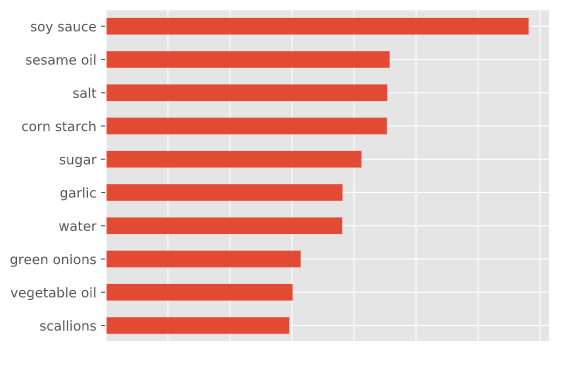 soy sauce
sesame oil
salt
corn starch
sugar
garlic
water
green onions
vegetable oil
scallions